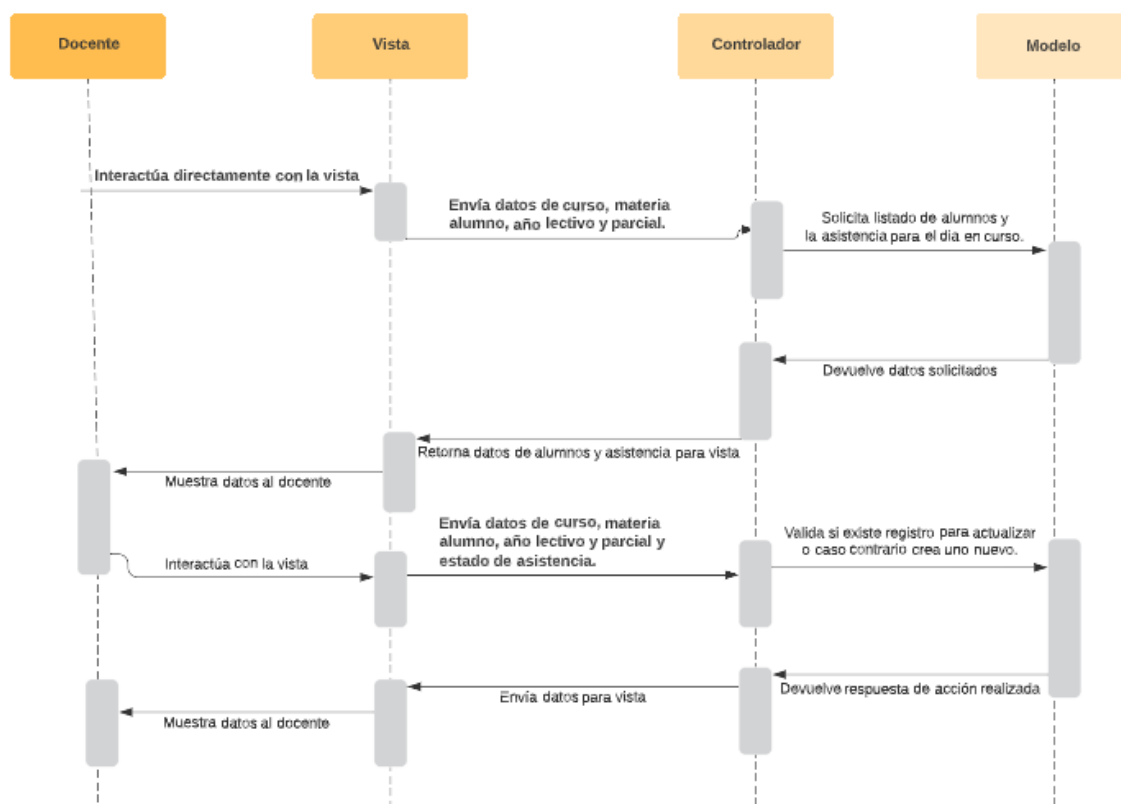 Docente
Vista
Controlador
Modelo
Interactúa directamente con la vista
Envía datos de curso, materia
alumno, año lectivo y parcial.
Solicita listado de alumnos y
la asistencia para el dia en curso.
Devuelve datos solicitados
Retorna datos de alumnos y asistencia para vista
Muestra datos al docente
Envía datos de curso, materia
alumno, año lectivo y parcial y
estado de asistencia.
Valida si existe registro para actualizar
o caso contrario crea uno nuevo.
Interactúa con la vista
Devuelve respuesta de acción realizada
Envía datos para vista
Muestra datos al docente